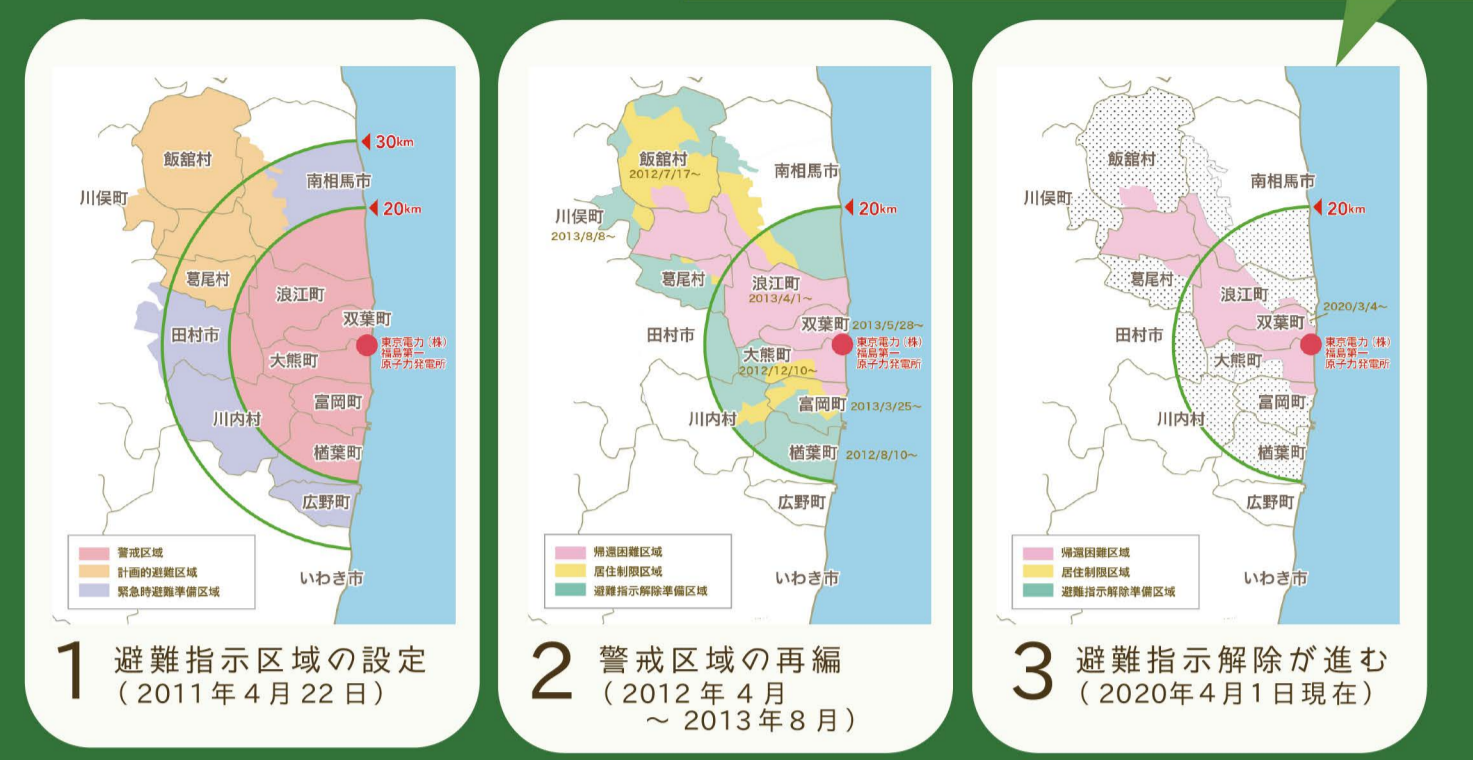 30km
飯舘村
南相馬市
川俣町
20km
葛尾村
浪江町
双葉町
田村市
東京電力（株）
福島第一
原子力発電所
大熊町
富岡町
川内村
楢葉町
広野町
警戒区域
計画的避難区域
緊急時避難準備区域
いわき市
1 避難指示区域の設定
（2011年4月22日）
飯舘村
2012/7/17〜
南相馬市
川俣町
2013/8/8〜
20km
葛尾村
浪江町
2013/4/1〜
双葉町 2013/5/28〜
田村市
東京電力（株）
福島第一
原子力発電所
大熊町
2012/12/10〜
富岡町 2013/3/25〜
川内村
楢葉町 2012/8/10〜
広野町
帰還困難区域
居住制限区域
避難指示解除準備区域
いわき市
2 警戒区域の再編
（2012年4月
〜2013年8月）
飯舘村
南相馬市
川俣町
20km
葛尾村
浪江町
2020/3/4〜
双葉町
田村市
東京電力（株）
福島第一
原子力発電所
大熊町
富岡町
川内村
楢葉町
広野町
帰還困難区域
居住制限区域
避難指示解除準備区域
いわき市
3 避難指示解除が進む
（2020年4月1日現在）